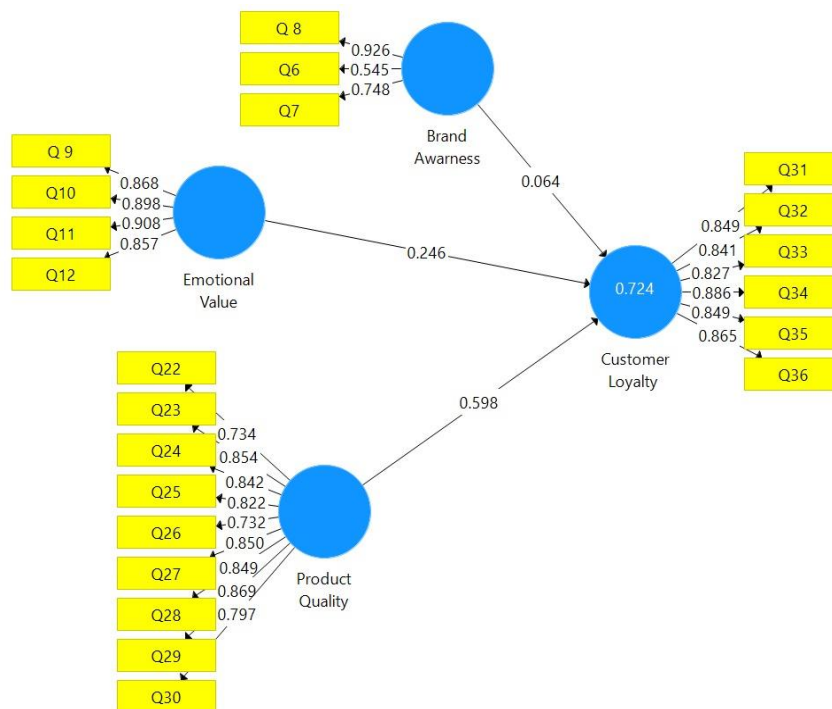 Q 8
Q6
Q7
0.926
0.545
0.748
Brand
Awarness
0.064
Q 9
Q10
Q11
Q12
0.868
0.898
0.908
0.857
Emotional
Value
0.246
Q31
Q32
Q33
Q34
Q35
Q36
0.849
0.841
0.827
0.886
0.849
0.865
0.724
Customer
Loyalty
0.598
Q22
Q23
Q24
Q25
Q26
Q27
Q28
Q29
Q30
0.734
0.854
0.842
0.822
0.732
0.850
0.849
0.869
0.797
Product
Quality